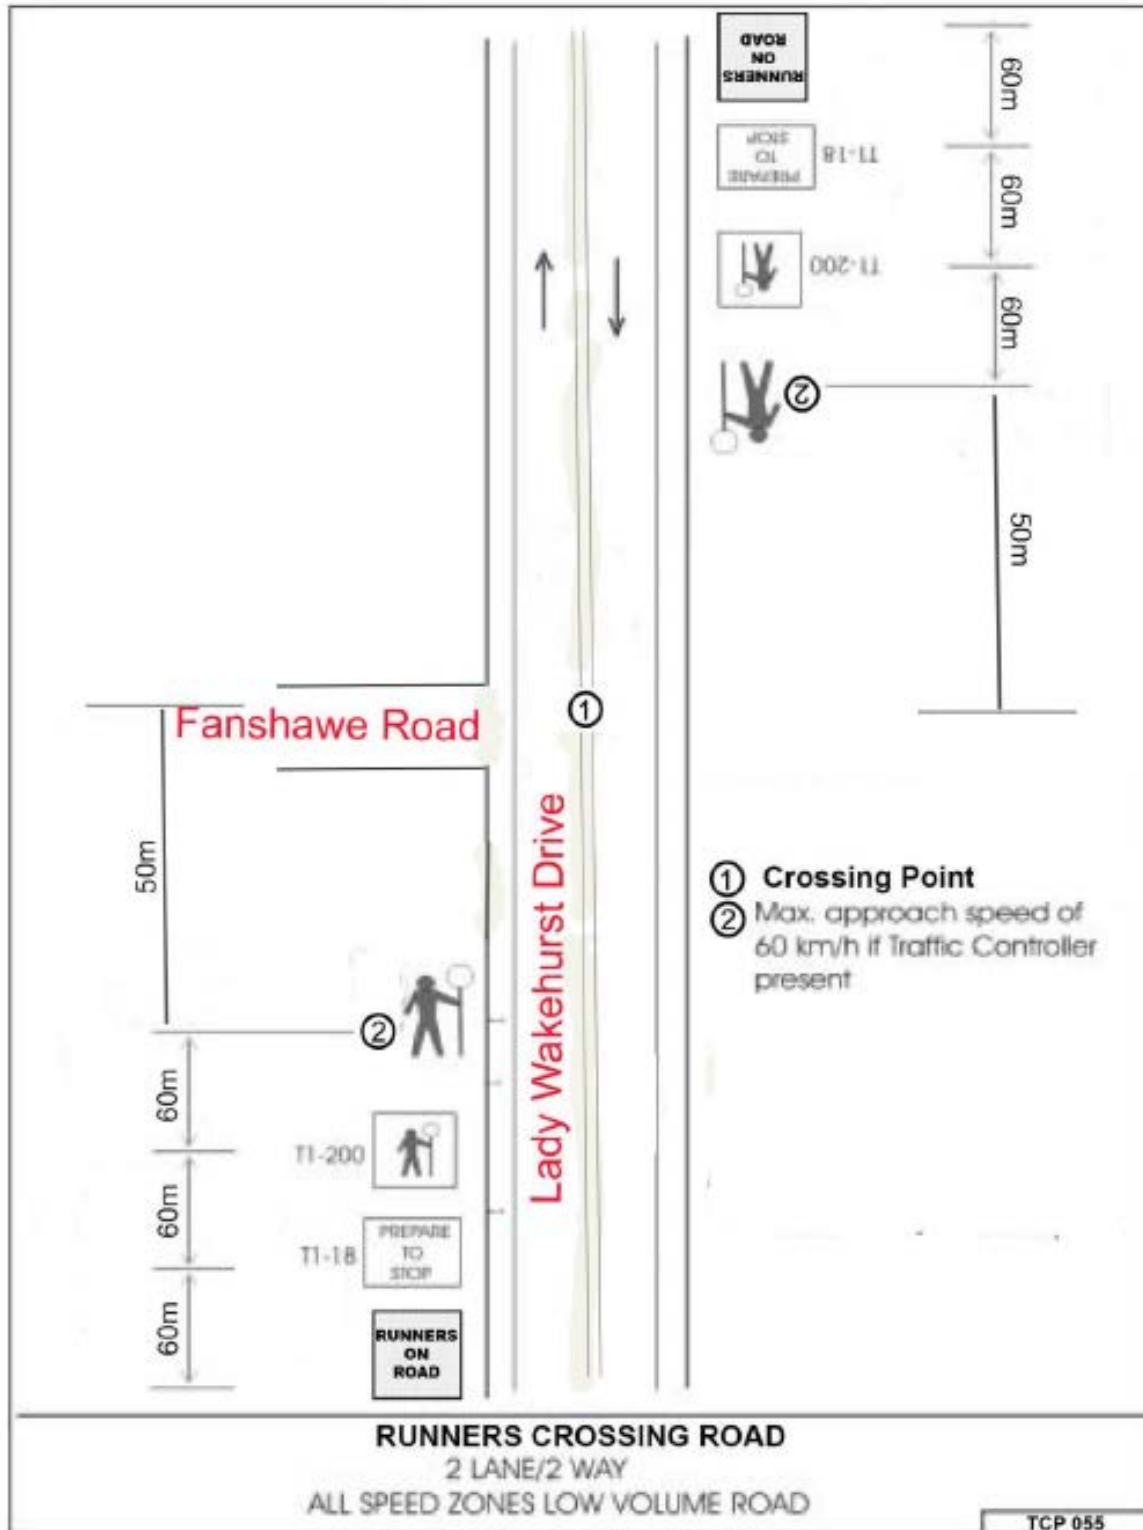 RUNNERS
ON
ROAD
60m
PREPARE
TO
STOP
T1-18
60m
T1-200
60m
2
50m
Fanshawe Road
1
50m
Lady Wakehurst Drive
1 Crossing Point
2 Max. approach speed of
60 km/h if Traffic Controller
present
2
60m
T1-200
60m
T1-18
PREPARE
TO
STOP
60m
RUNNERS
ON
ROAD
RUNNERS CROSSING ROAD
2 LANE/2 WAY
ALL SPEED ZONES LOW VOLUME ROAD
TCP 055